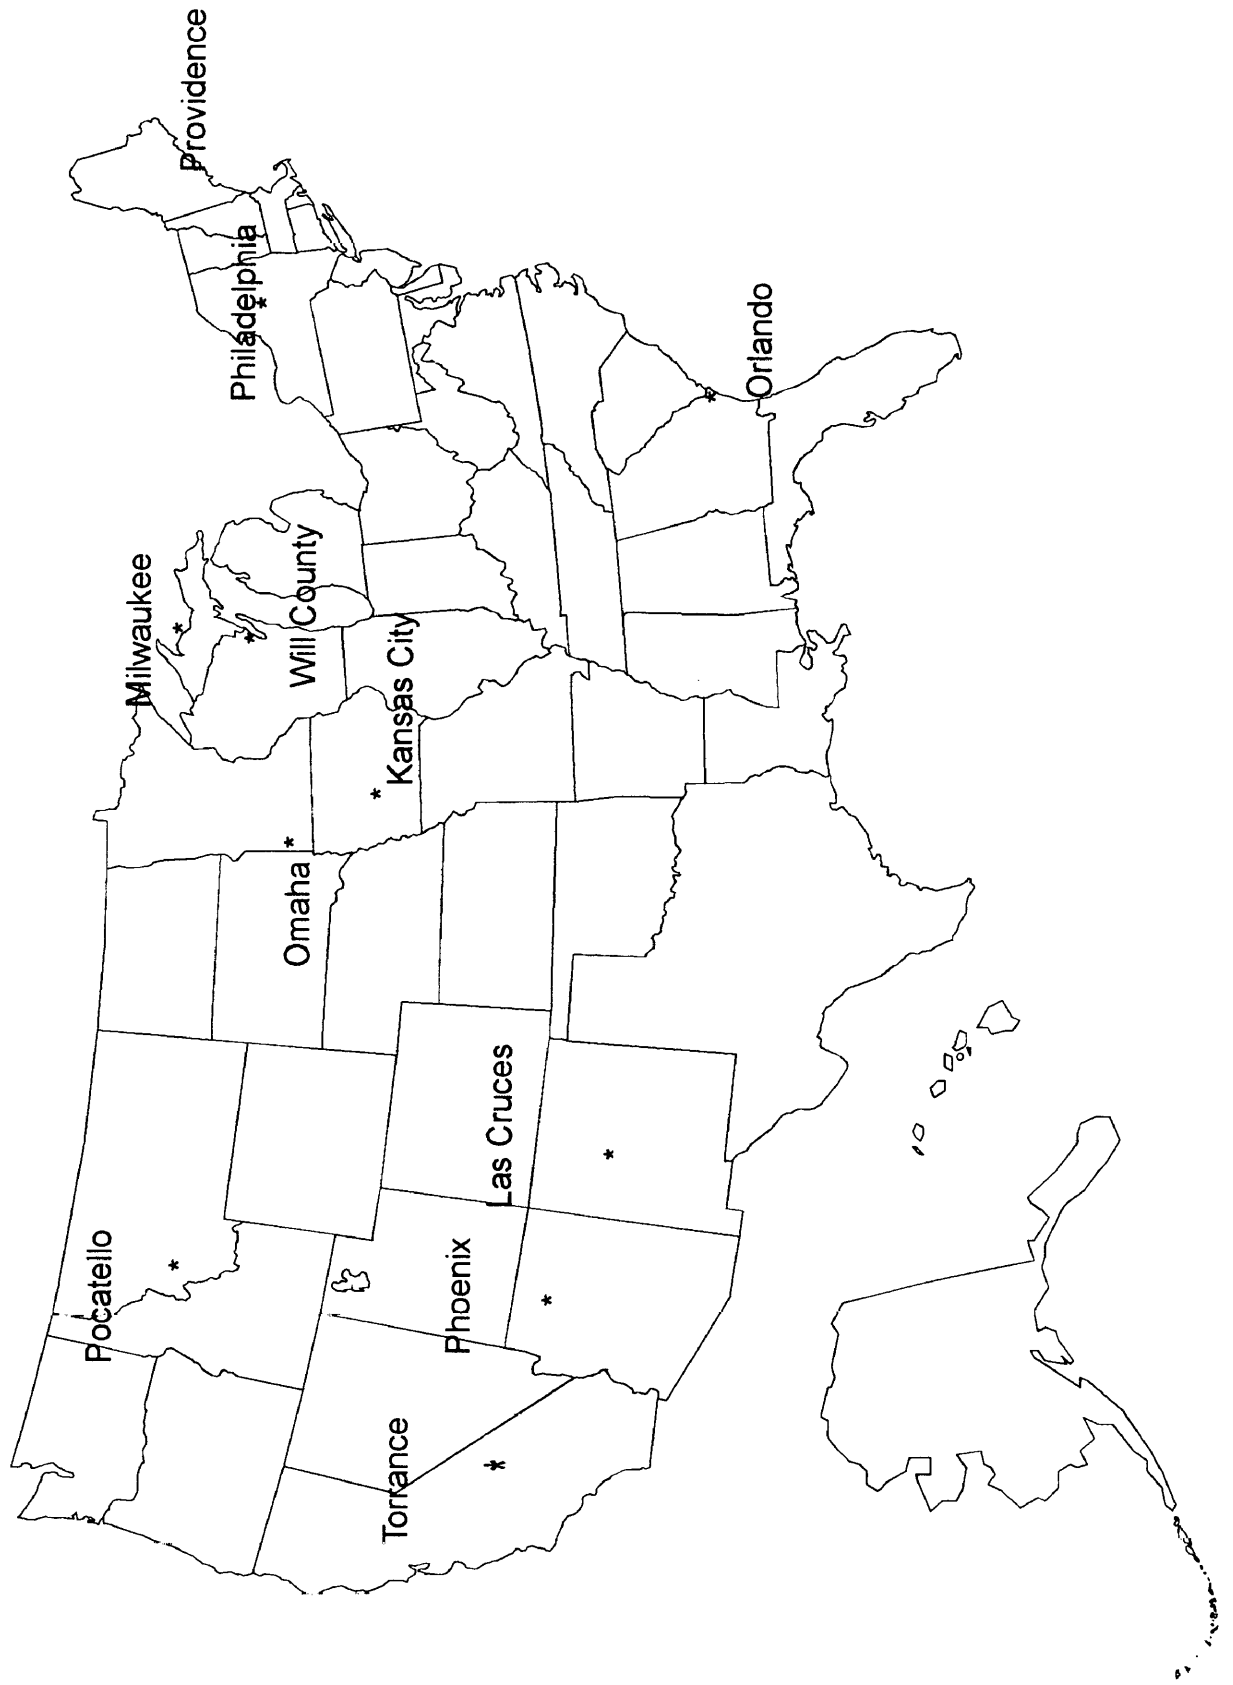 Pocatello
Milwaukee
Providence
Philadelphia
Omaha
Will County
Torrance
Kansas City
Phoenix
Las Cruces
Orlando